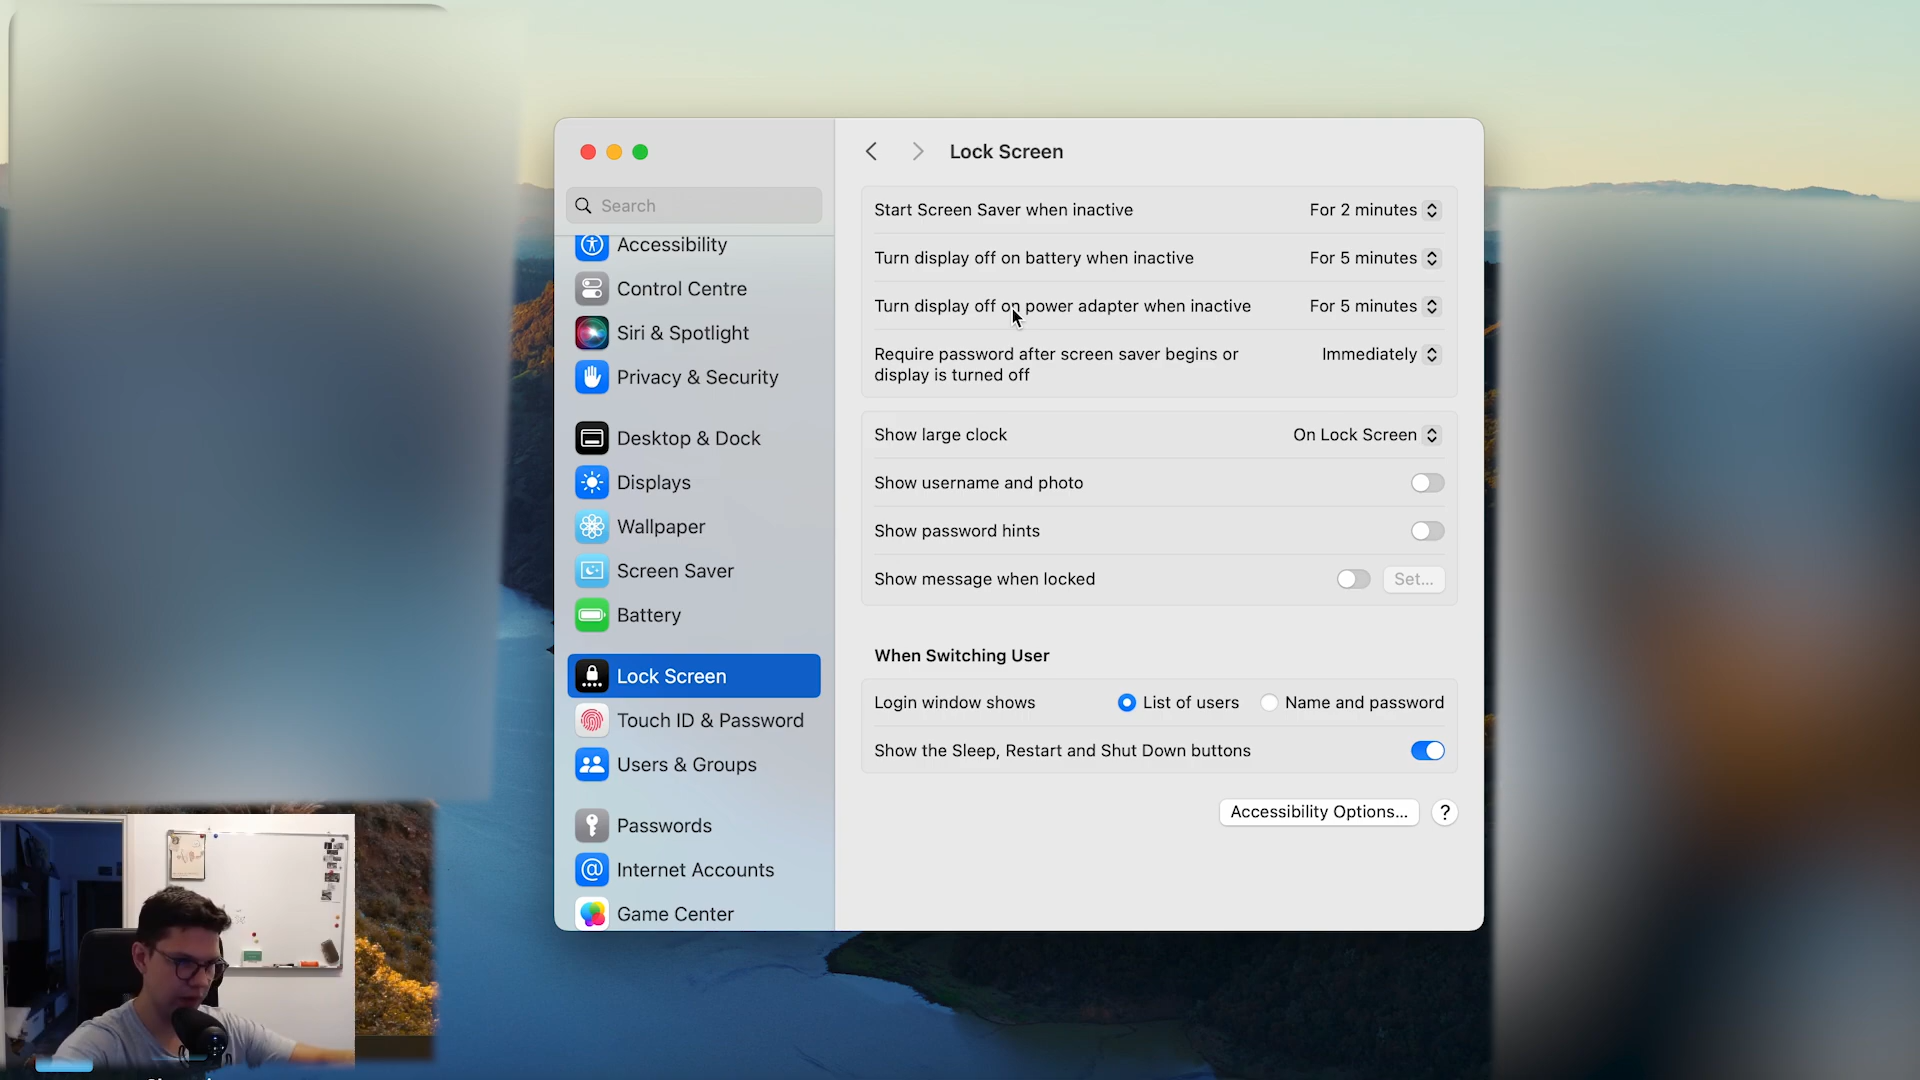 Search
Accessibility
Control Centre
Siri & Spotlight
Privacy & Security
Desktop & Dock
Displays
Wallpaper
Screen Saver
Battery
Lock Screen
Touch ID & Password
Users & Groups
Passwords
Internet Accounts
Game Center
Lock Screen
Start Screen Saver when inactive For 2 minutes
Turn display off on battery when inactive For 5 minutes
Turn display off on power adapter when inactive For 5 minutes
Require password after screen saver begins or Immediately
display is turned off
Show large clock On Lock Screen
Show username and photo
Show password hints
Show message when locked Set...
When Switching User
Login window shows List of users Name and password
Show the Sleep, Restart and Shut Down buttons
Accessibility Options... ?